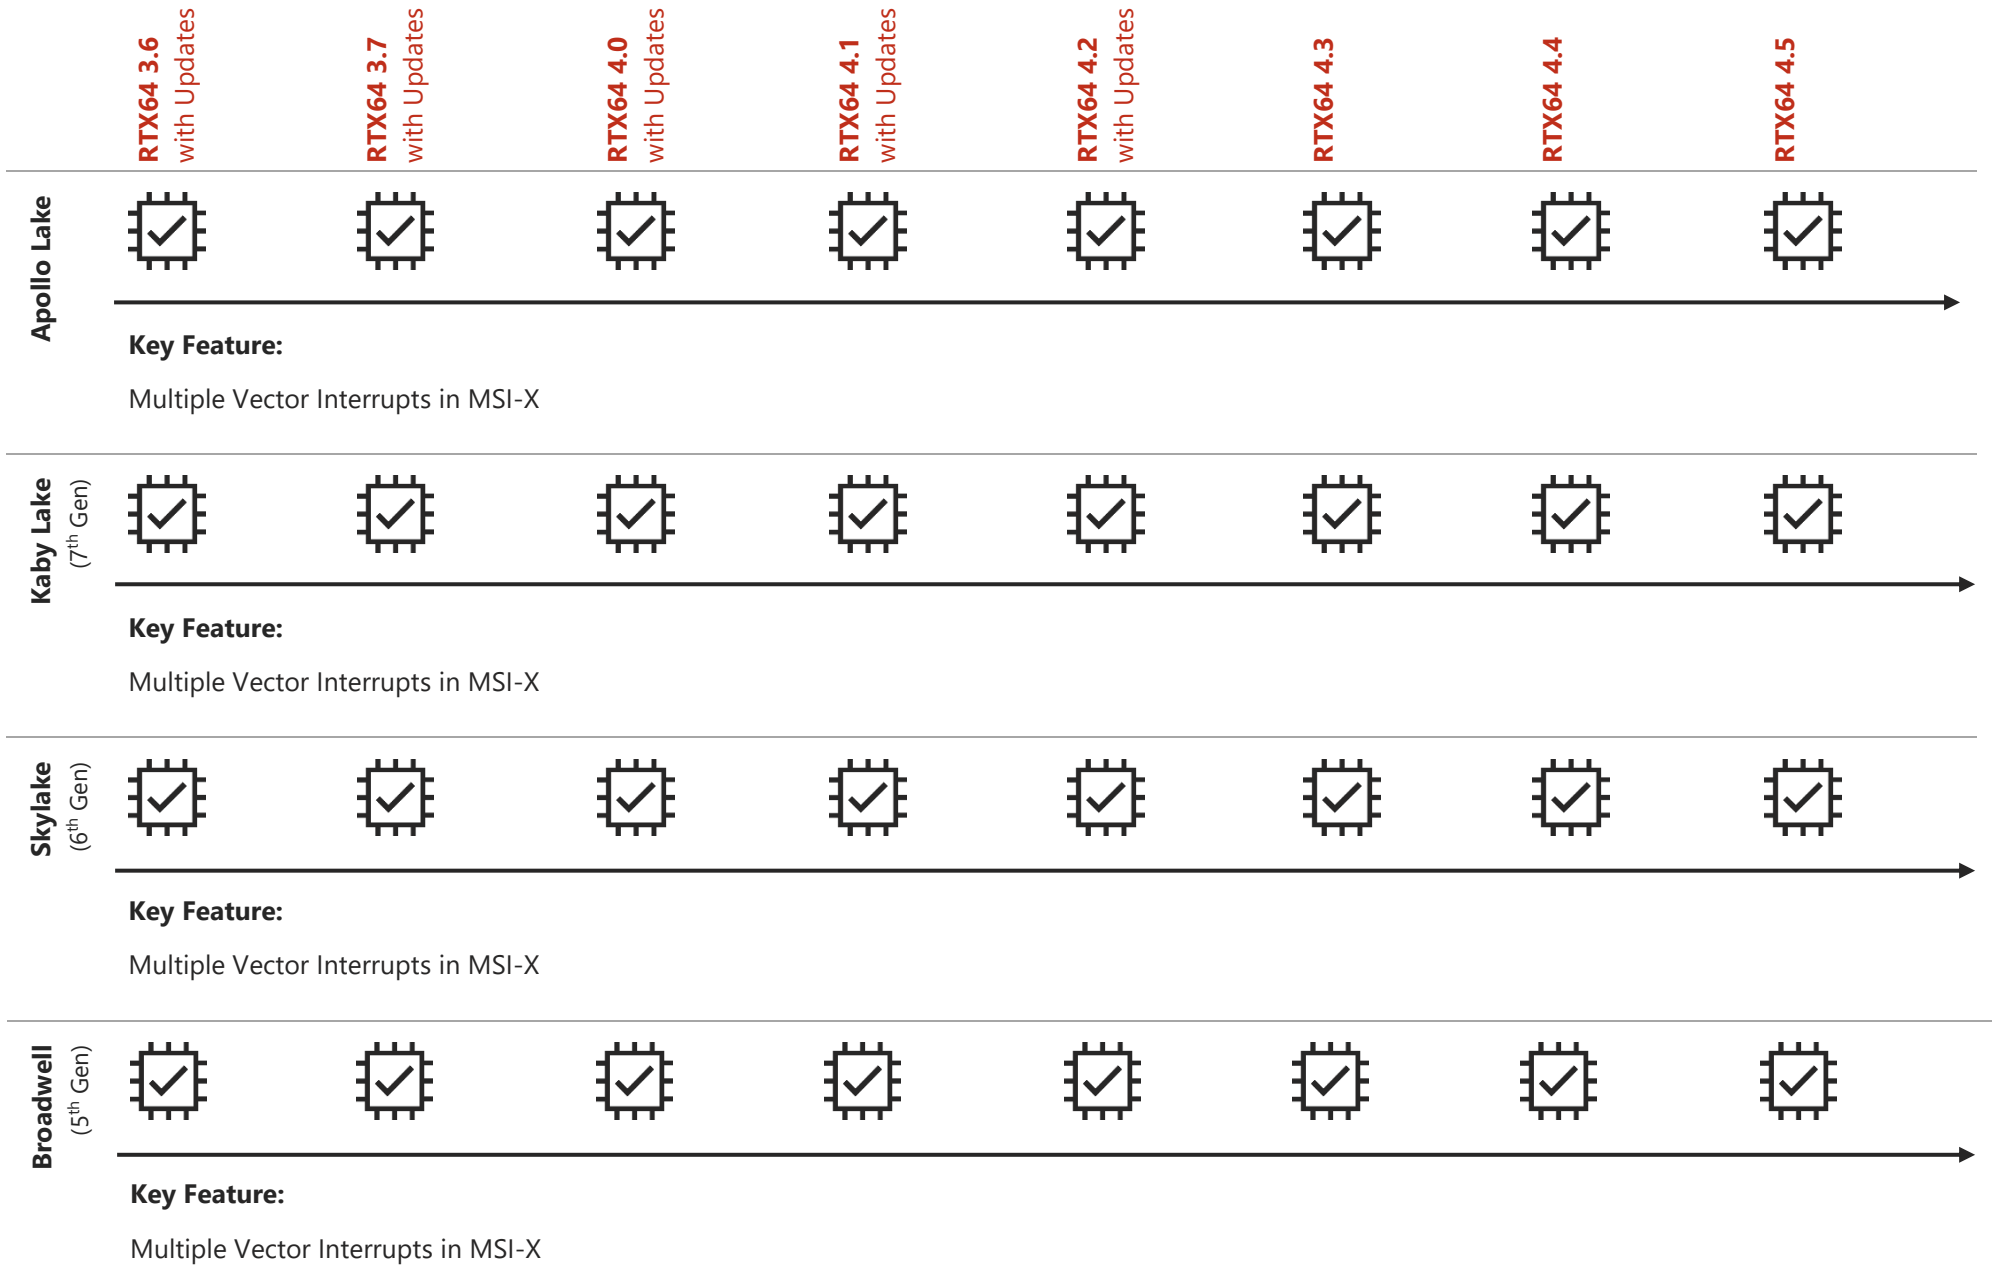 RTX64 3.6
with Updates
RTX64 3.7
with Updates
RTX64 4.0
with Updates
RTX64 4.1
with Updates
RTX64 4.2
with Updates
RTX64 4.3
RTX64 4.4
RTX64 4.5
Apollo Lake
Key Feature:
Multiple Vector Interrupts in MSI-X
Kaby Lake
(7th Gen)
Key Feature:
Multiple Vector Interrupts in MSI-X
Skylake
(6th Gen)
Key Feature:
Multiple Vector Interrupts in MSI-X
Broadwell
(5th Gen)
Key Feature:
Multiple Vector Interrupts in MSI-X